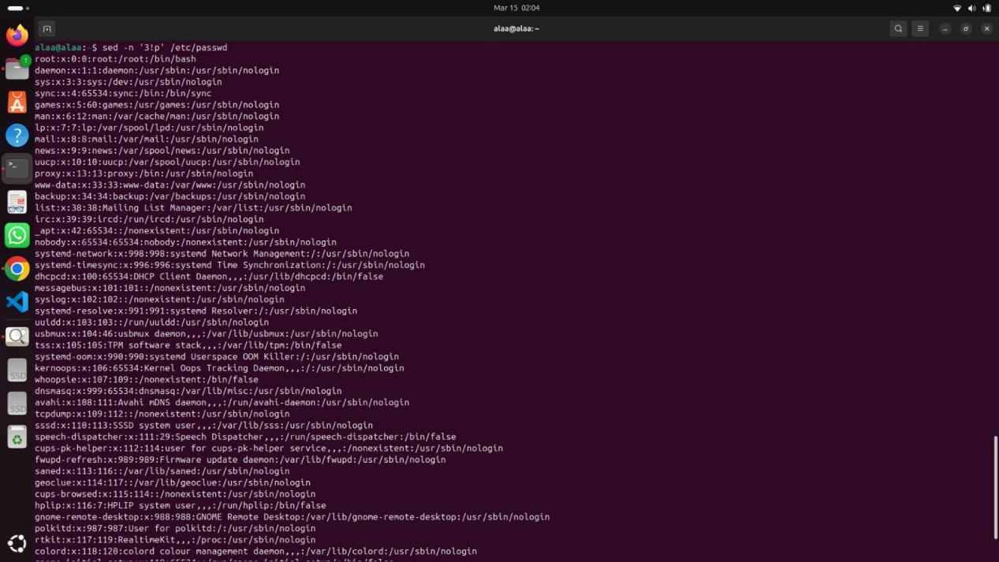 Mar 15 02:04
alaa@alaa: ~
1
alaa@alaa:~$ sed -n '3!p' /etc/passwd
root:x:0:0:root:/root:/bin/bash
daemon:x:1:1:daemon:/usr/sbin:/usr/sbin/nologin
sys:x:3:3:sys:/dev:/usr/sbin/nologin
sync:x:4:65534:sync:/bin:/bin/sync
games:x:5:60:games:/usr/games:/usr/sbin/nologin
man:x:6:12:man:/var/cache/man:/usr/sbin/nologin
lp:x:7:7:lp:/var/spool/lpd:/usr/sbin/nologin
mail:x:8:8:mail:/var/mail:/usr/sbin/nologin
news:x:9:9:news:/var/spool/news:/usr/sbin/nologin
uucp:x:10:10:uucp:/var/spool/uucp:/usr/sbin/nologin
proxy:x:13:13:proxy:/bin:/usr/sbin/nologin
www-data:x:33:33:www-data:/var/www:/usr/sbin/nologin
backup:x:34:34:backup:/var/backups:/usr/sbin/nologin
list:x:38:38:Mailing List Manager:/var/list:/usr/sbin/nologin
irc:x:39:39:ircd:/run/ircd:/usr/sbin/nologin
_apt:x:42:65534::/nonexistent:/usr/sbin/nologin
nobody:x:65534:65534:nobody:/nonexistent:/usr/sbin/nologin
systemd-network:x:998:998:systemd Network Management:/:/usr/sbin/nologin
systemd-timesync:x:996:996:systemd Time Synchronization:/:/usr/sbin/nologin
dhcpcd:x:100:65534:DHCP Client Daemon,,,:/usr/lib/dhcpcd:/bin/false
messagebus:x:101:101::/nonexistent:/usr/sbin/nologin
syslog:x:102:102::/nonexistent:/usr/sbin/nologin
systemd-resolve:x:991:991:systemd Resolver:/:/usr/sbin/nologin
uuidd:x:103:103::/run/uuidd:/usr/sbin/nologin
usbmux:x:104:46:usbmux daemon,,,:/var/lib/usbmux:/usr/sbin/nologin
tss:x:105:105:TPM software stack,,,:/var/lib/tpm:/bin/false
systemd-oom:x:990:990:systemd Userspace OOM Killer:/:/usr/sbin/nologin
kernoops:x:106:65534:Kernel Oops Tracking Daemon,,,:/:/usr/sbin/nologin
whoopsie:x:107:109::/nonexistent:/bin/false
dnsmasq:x:999:65534:dnsmasq:/var/lib/misc:/usr/sbin/nologin
avahi:x:108:111:Avahi mDNS daemon,,,:/run/avahi-daemon:/usr/sbin/nologin
tcpdump:x:109:112::/nonexistent:/usr/sbin/nologin
sssd:x:110:113:SSSD system user,,,:/var/lib/sss:/usr/sbin/nologin
speech-dispatcher:x:111:29:Speech Dispatcher,,,:/run/speech-dispatcher:/bin/false
cups-pk-helper:x:112:114:user for cups-pk-helper service,,,:/nonexistent:/usr/sbin/nologin
fwupd-refresh:x:989:989:Firmware update daemon:/var/lib/fwupd:/usr/sbin/nologin
saned:x:113:116::/var/lib/saned:/usr/sbin/nologin
geoclue:x:114:117::/var/lib/geoclue:/usr/sbin/nologin
cups-browsed:x:115:114::/nonexistent:/usr/sbin/nologin
hplip:x:116:7:HPLIP system user,,,:/run/hplip:/bin/false
gnome-remote-desktop:x:988:988:GNOME Remote Desktop:/var/lib/gnome-remote-desktop:/usr/sbin/nologin
polkitd:x:987:987:User for polkitd:/:/usr/sbin/nologin
rtkit:x:117:119:RealtimeKit,,,:/proc:/usr/sbin/nologin
colord:x:118:120:colord colour management daemon,,,:/var/lib/colord:/usr/sbin/nologin
SSD
SSD